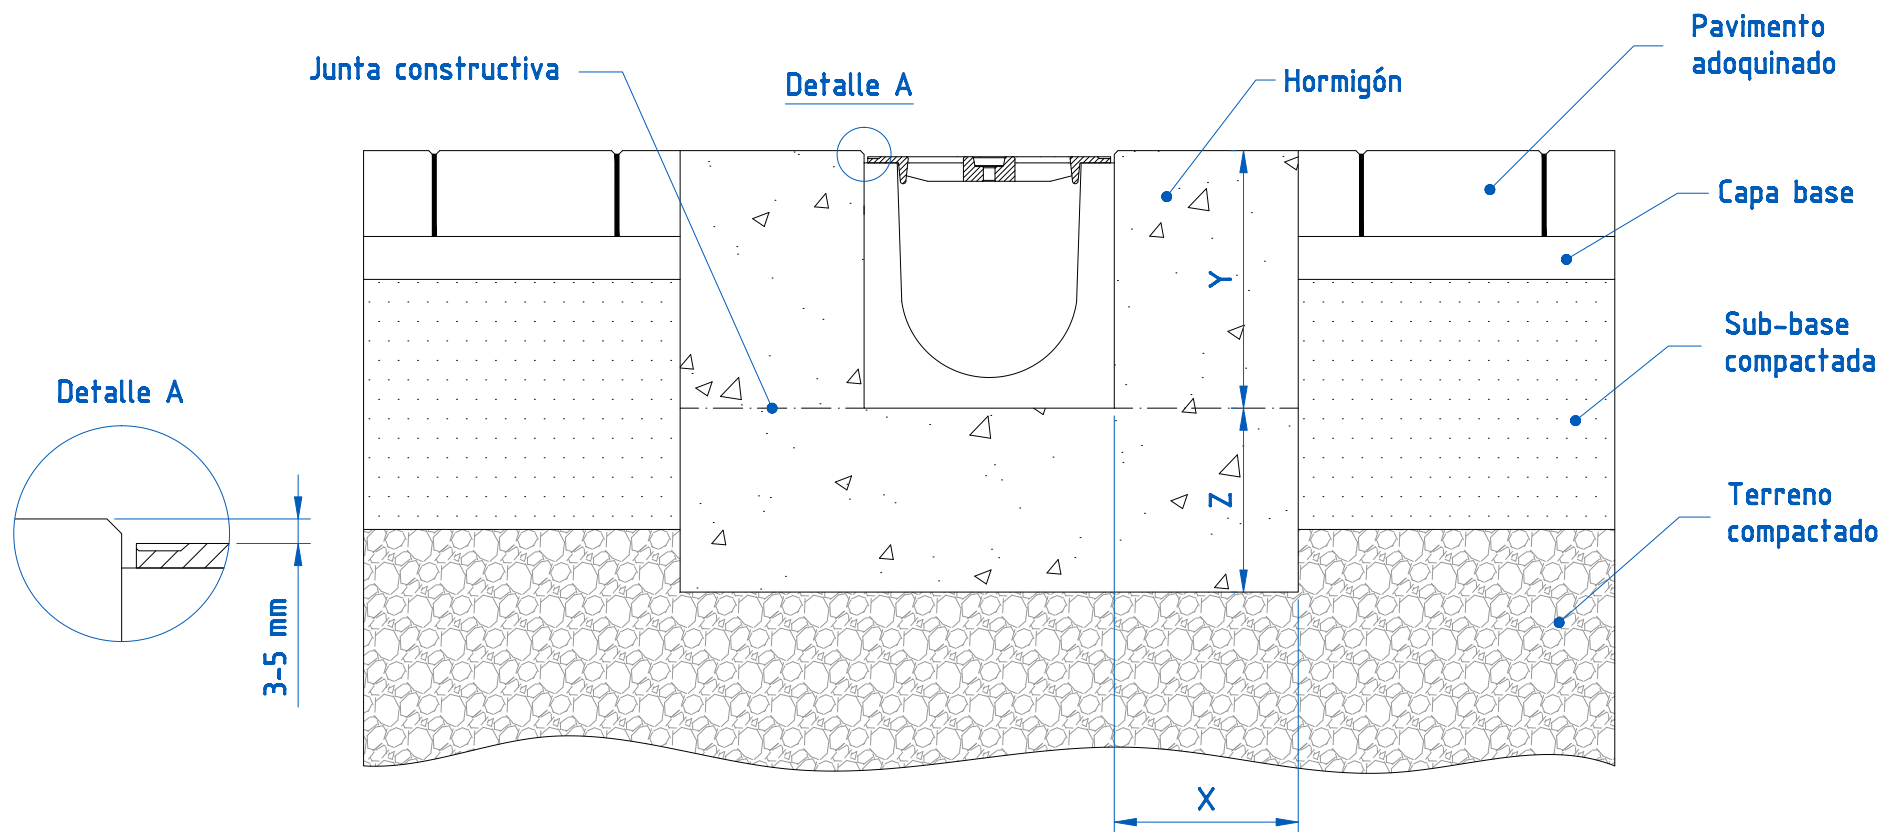 Pavimento
adoquinado
Junta constructiva
Detalle A
Hormigón
Capa base
Y
Sub-base
compactada
Detalle A
Z
Terreno
compactado
3-5 mm
X